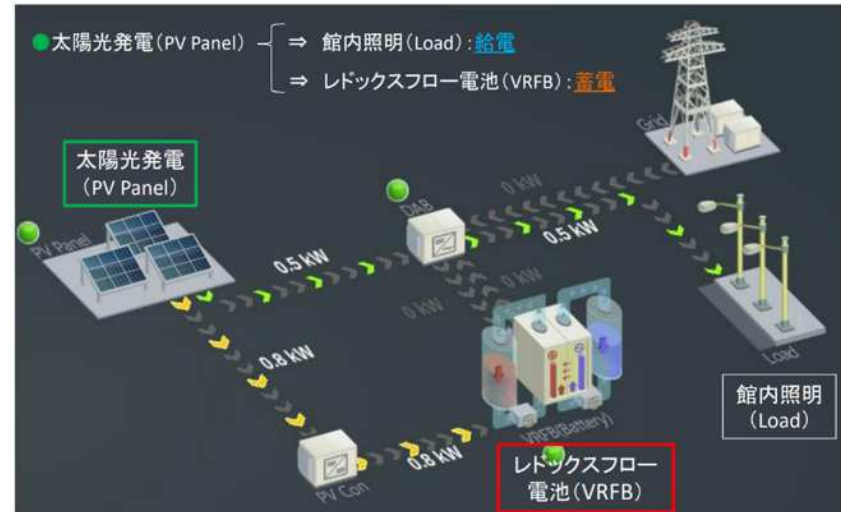 ●太陽光発電(PV Panel) ⇒ 館内照明(Load):給電
⇒ レドックスフロー電池(VRFB):蓄電
Grid
太陽光発電
(PV Panel)
PV Panel
DAB
0 kW
0.5 kW
0.5 kW
0 kW
0 kW
Load
館内照明
(Load)
0.8 kW
PV Con
0.8 kW
VRFB(Battery)
レドックスフロー
電池(VRFB)